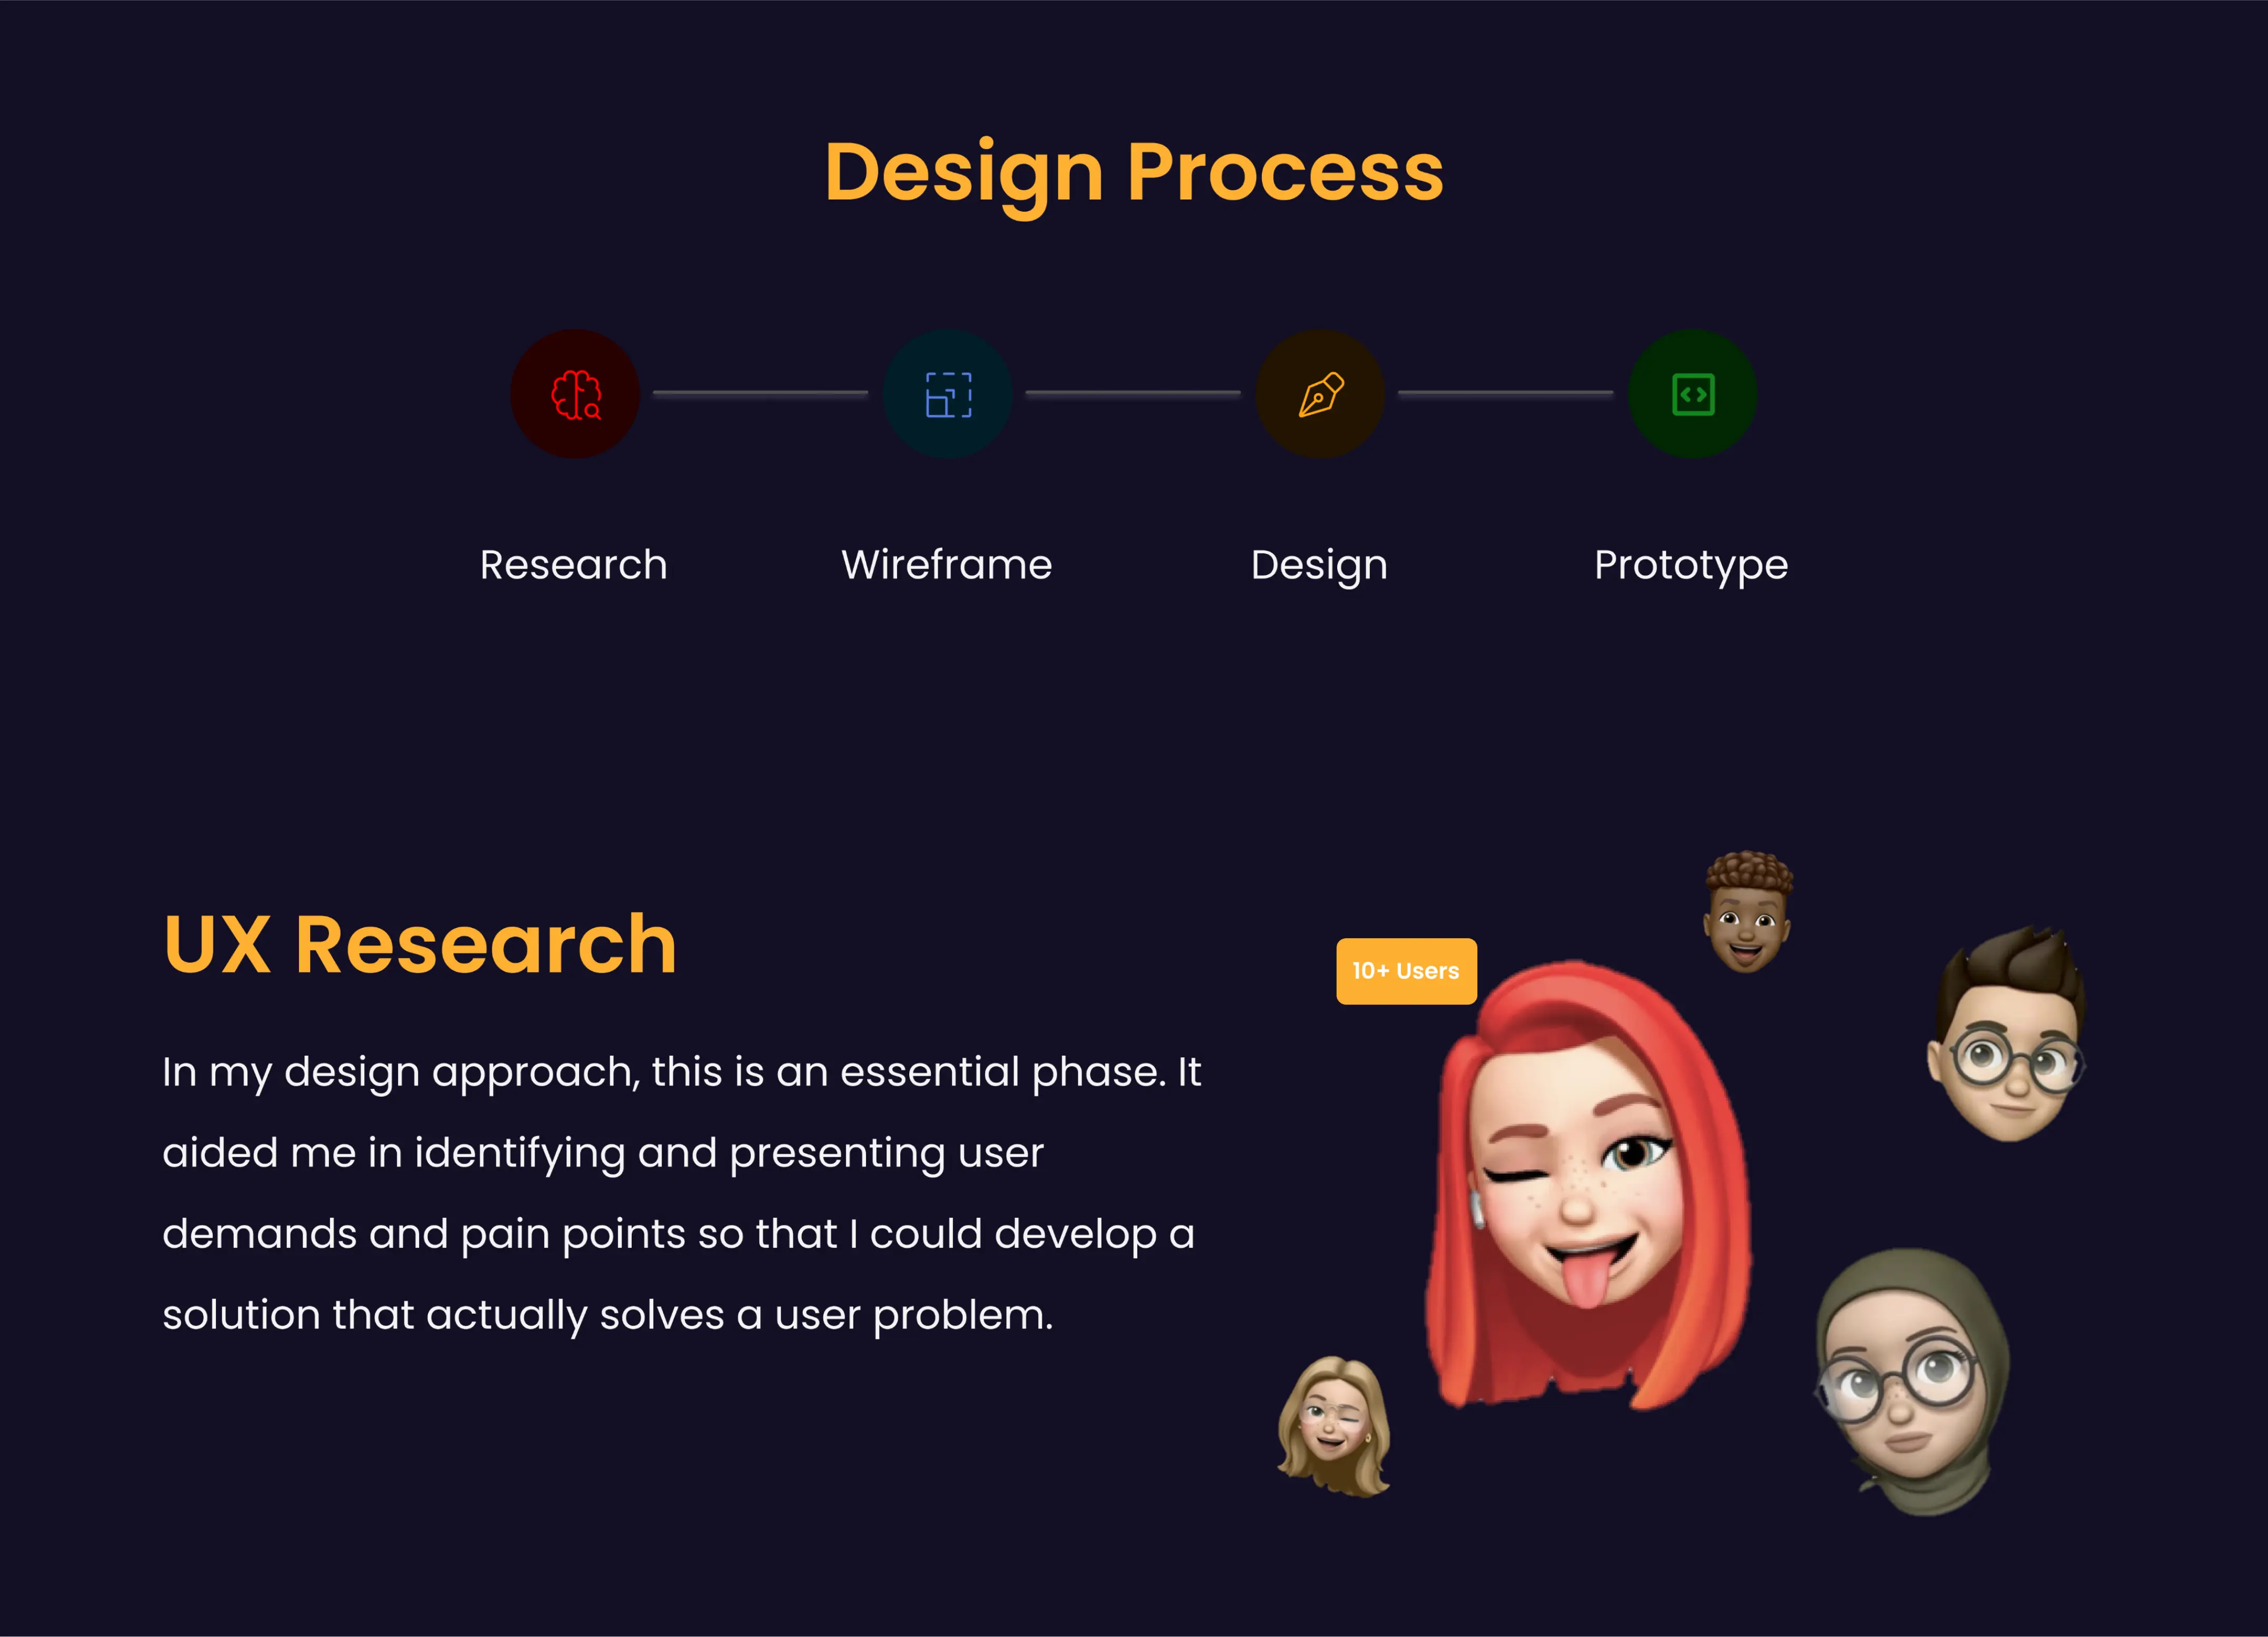 Design Process
Research
Wireframe
Design
Prototype
UX Research
In my design approach, this is an essential phase. It
aided me in identifying and presenting user
demands and pain points so that I could develop a
solution that actually solves a user problem.
10+ Users